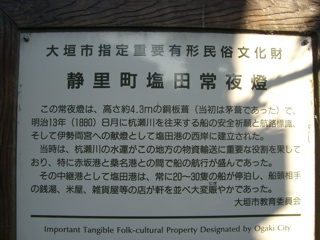 大垣市指定重要有形民俗文化財
静里町塩田常夜燈
この常夜燈は、高さ約4.3mの銅板葺（当初は茅葺であった）で、
明治13年（1880）8月に杭瀬川を往来する船の安全祈願と航路標識、
そして伊勢両宮への献燈として塩田港の西岸に建立された。
当時は、杭瀬川の水運がこの地方の物資輸送に重要な役割を果して
おり、特に赤坂港と桑名港との間で船の航行が盛んであった。
その中継港として塩田港は、常に20〜30隻の船が停泊し、船頭相手
の銭湯、米屋、雑貨屋等の店が軒を並べ大変賑やかであった。
大垣市教育委員会
Important Tangible Folk-cultural Property Designated by Ogaki City